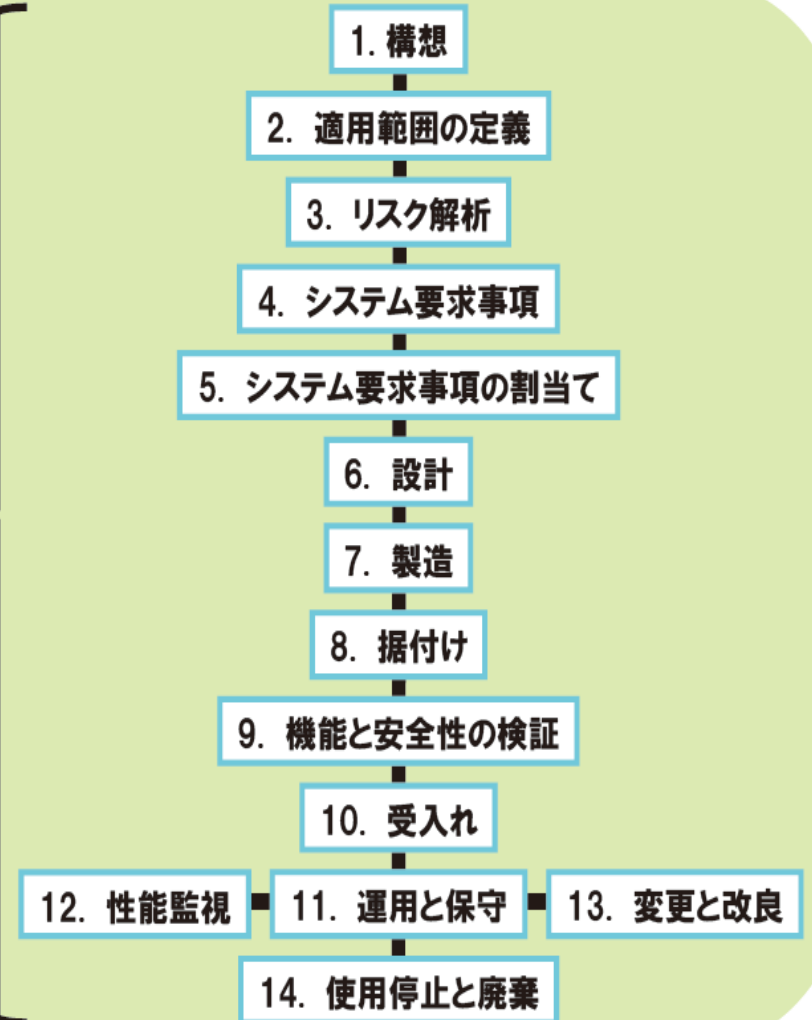 1. 構想
2. 適用範囲の定義
3. リスク解析
4. システム要求事項
5. システム要求事項の割当て
6. 設計
7. 製造
8. 据付け
9. 機能と安全性の検証
10. 受入れ
12. 性能監視
11. 運用と保守
13. 変更と改良
14. 使用停止と廃棄